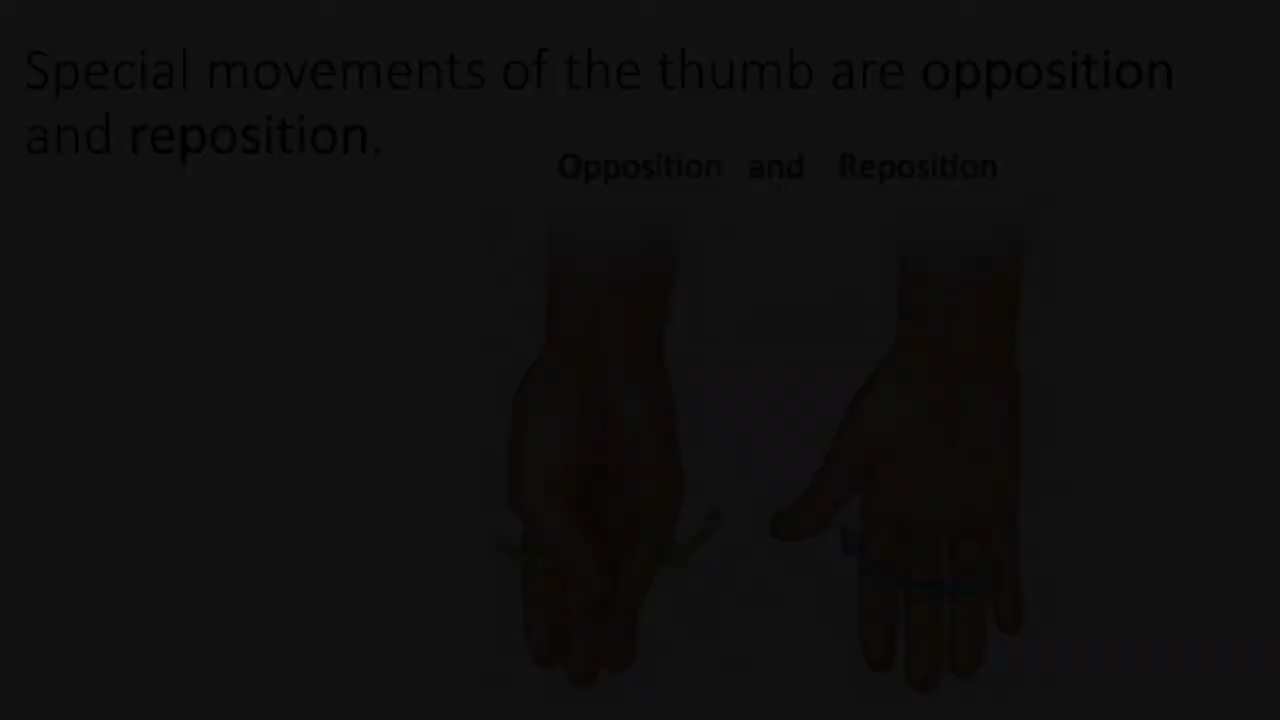 Special movements of the thumb are opposition
and reposition.
Opposition and Reposition